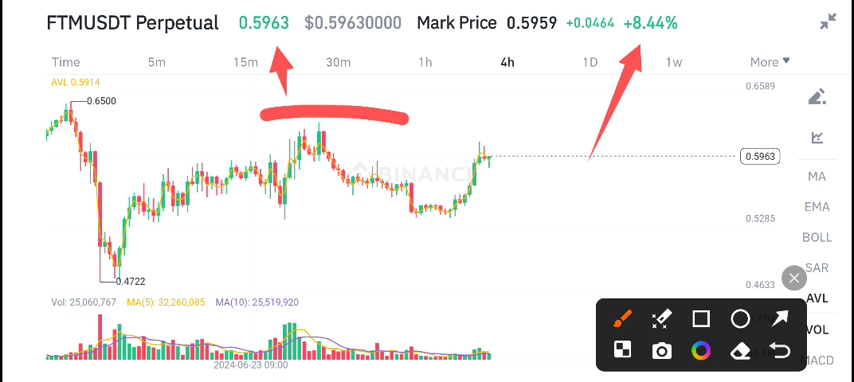 FTMUSDT Perpetual 0.5963 $0.59630000 Mark Price 0.5959 +0.0464 +8.44%
Time 5m 15m 30m 1h 4h 1D 1w More
AVL 0.5914
0.6589
0.6500
BINANCE
0.5963
MA
EMA
0.5285
BOLL
SAR
0.4722
0.4633
AVL
Vol: 25,060,767 MA(5): 32,260,085 MA(10): 25,519,920
VOL
MACD
2024-06-23 09:00